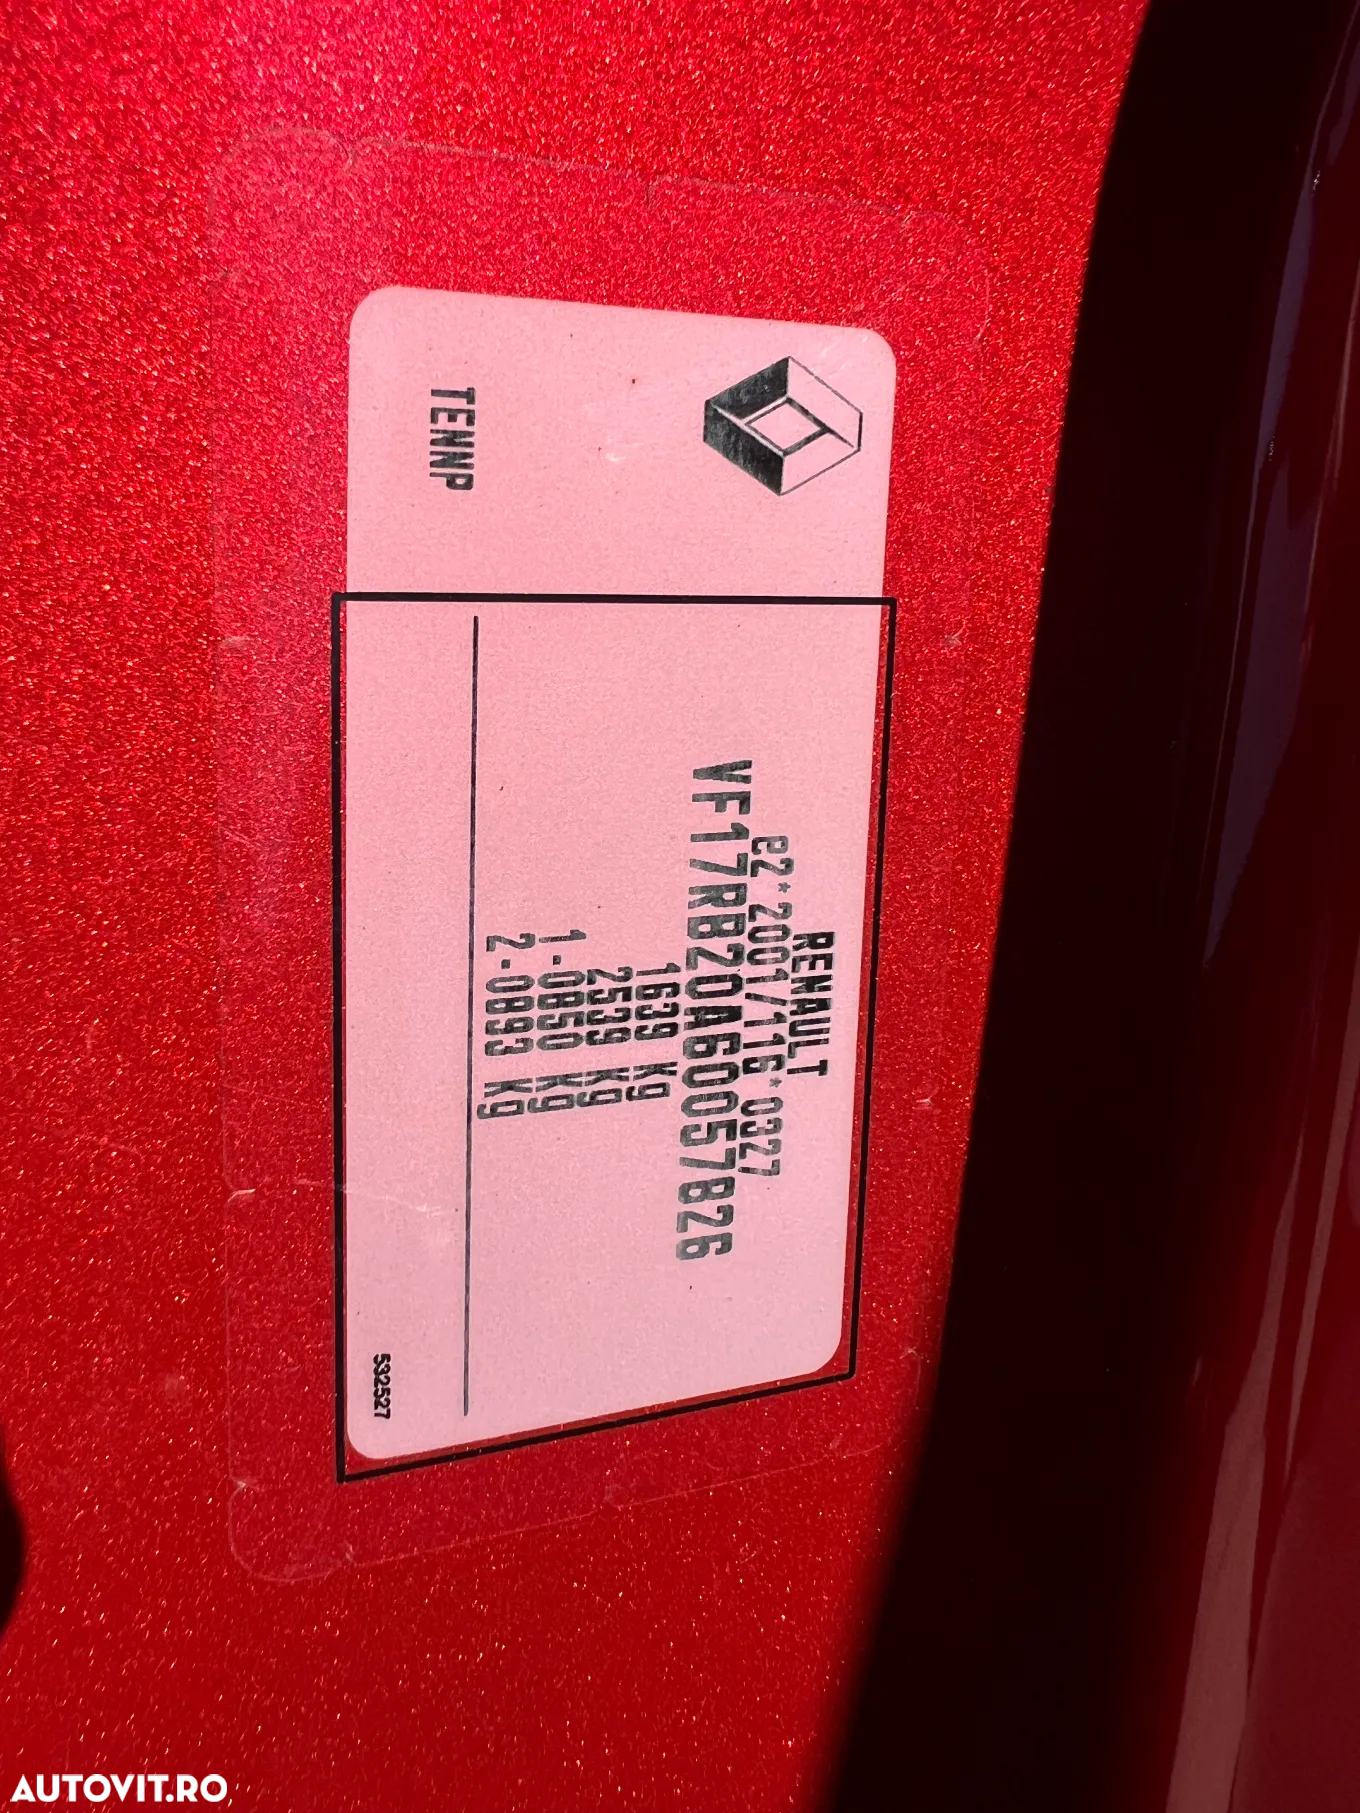 RENAULT
e2*2001/116*0327
VF17RB20A60057826
1639 kg
2539 kg
1-0850 kg
2-0893 kg
TENNP
532527
AUTOVIT.RO